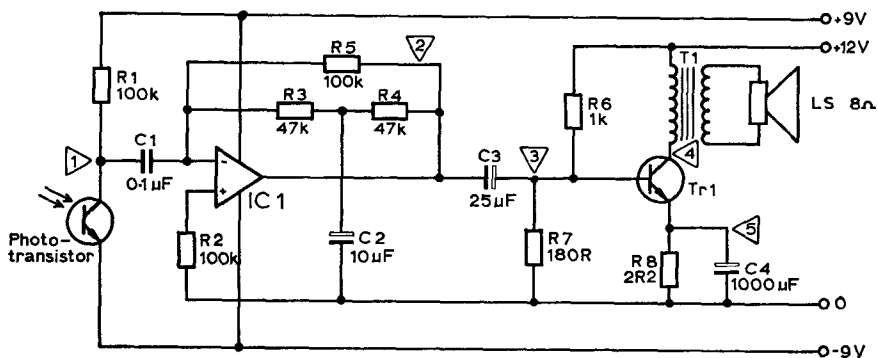 +9V
+12V
R5
100k
2
T1
R1
100k
R3
47k
R4
47k
R6
1k
LS 8Ω
1
C1
0.1µF
-
+
IC1
C3
25µF
3
4
Tr1
Photo-
transistor
R2
100k
C2
10µF
R7
180R
5
R8
2R2
C4
1000µF
0
-9V